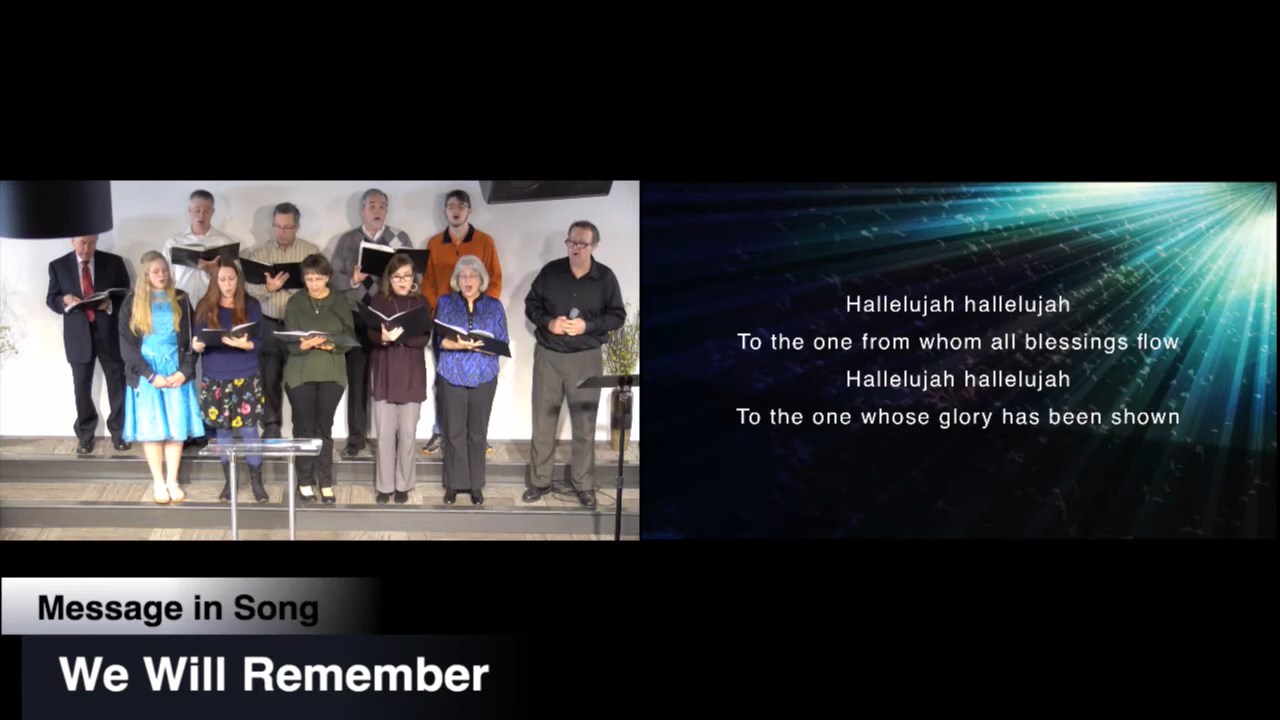 Hallelujah hallelujah
To the one from whom all blessings flow
Hallelujah hallelujah
To the one whose glory has been shown
Message in Song
We Will Remember